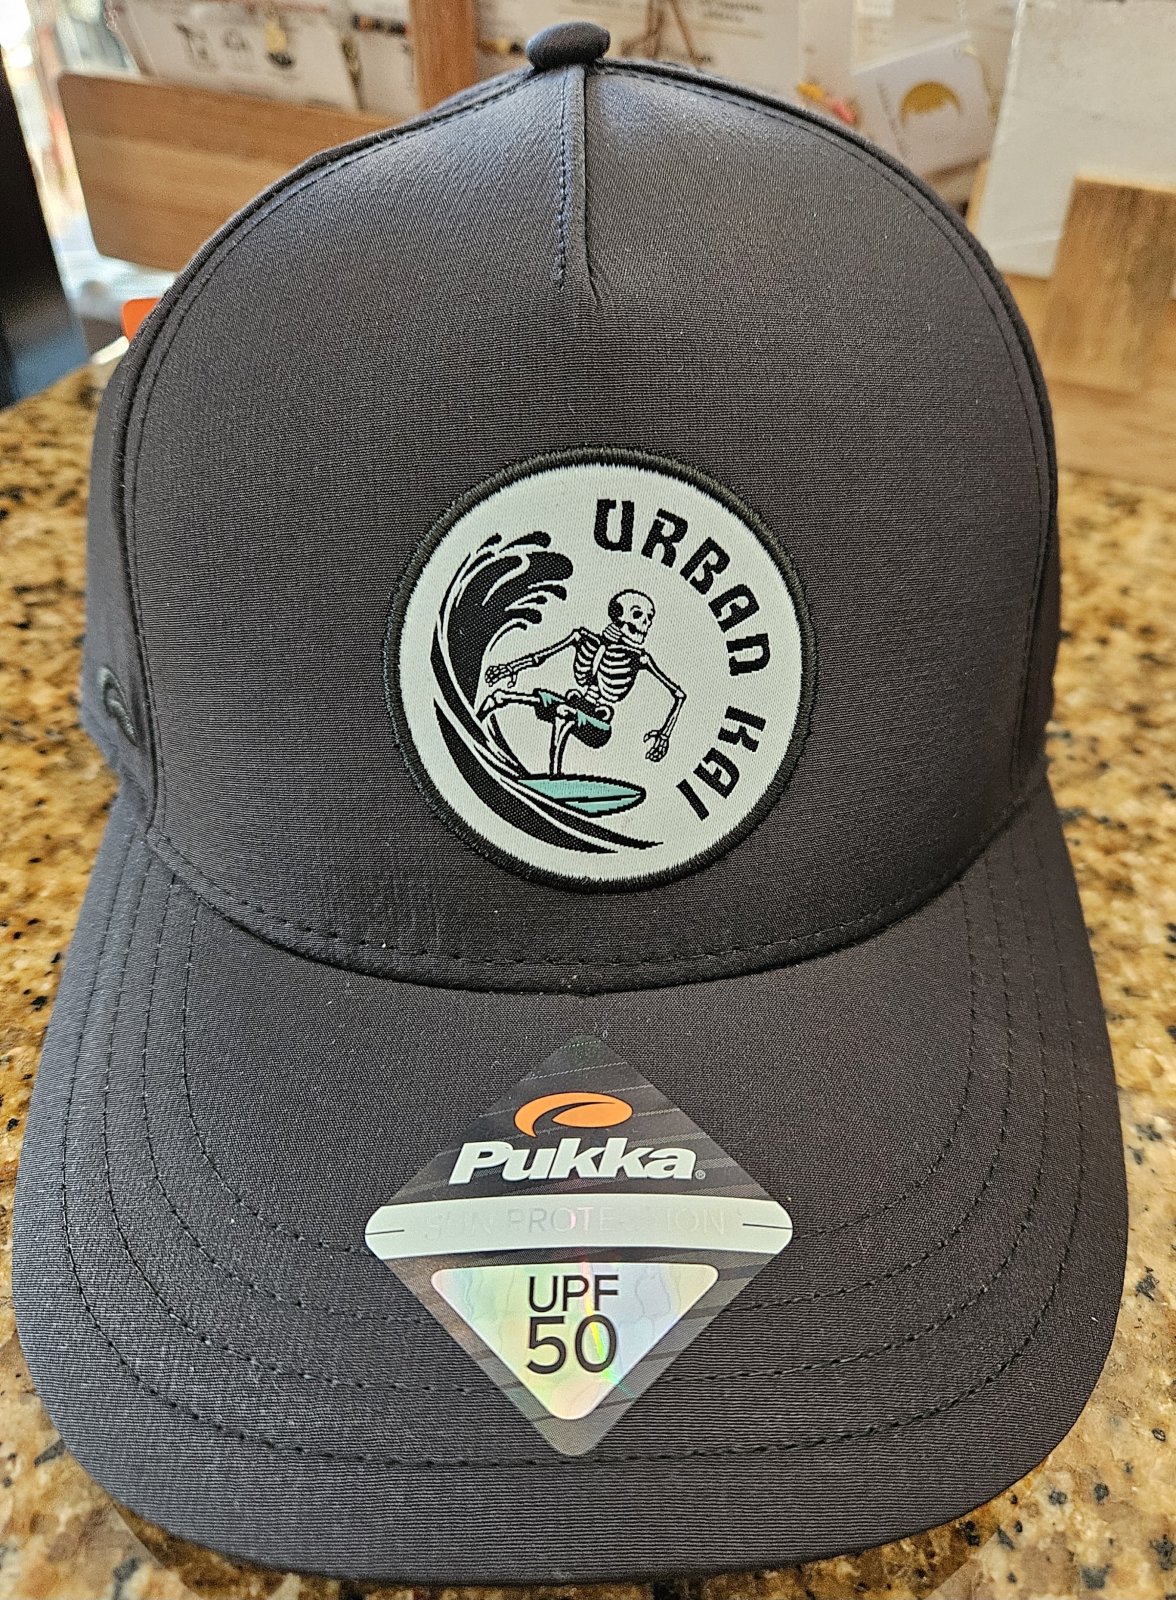 URBAN KAI
Pukka®
SUN PROTECTION
UPF
50